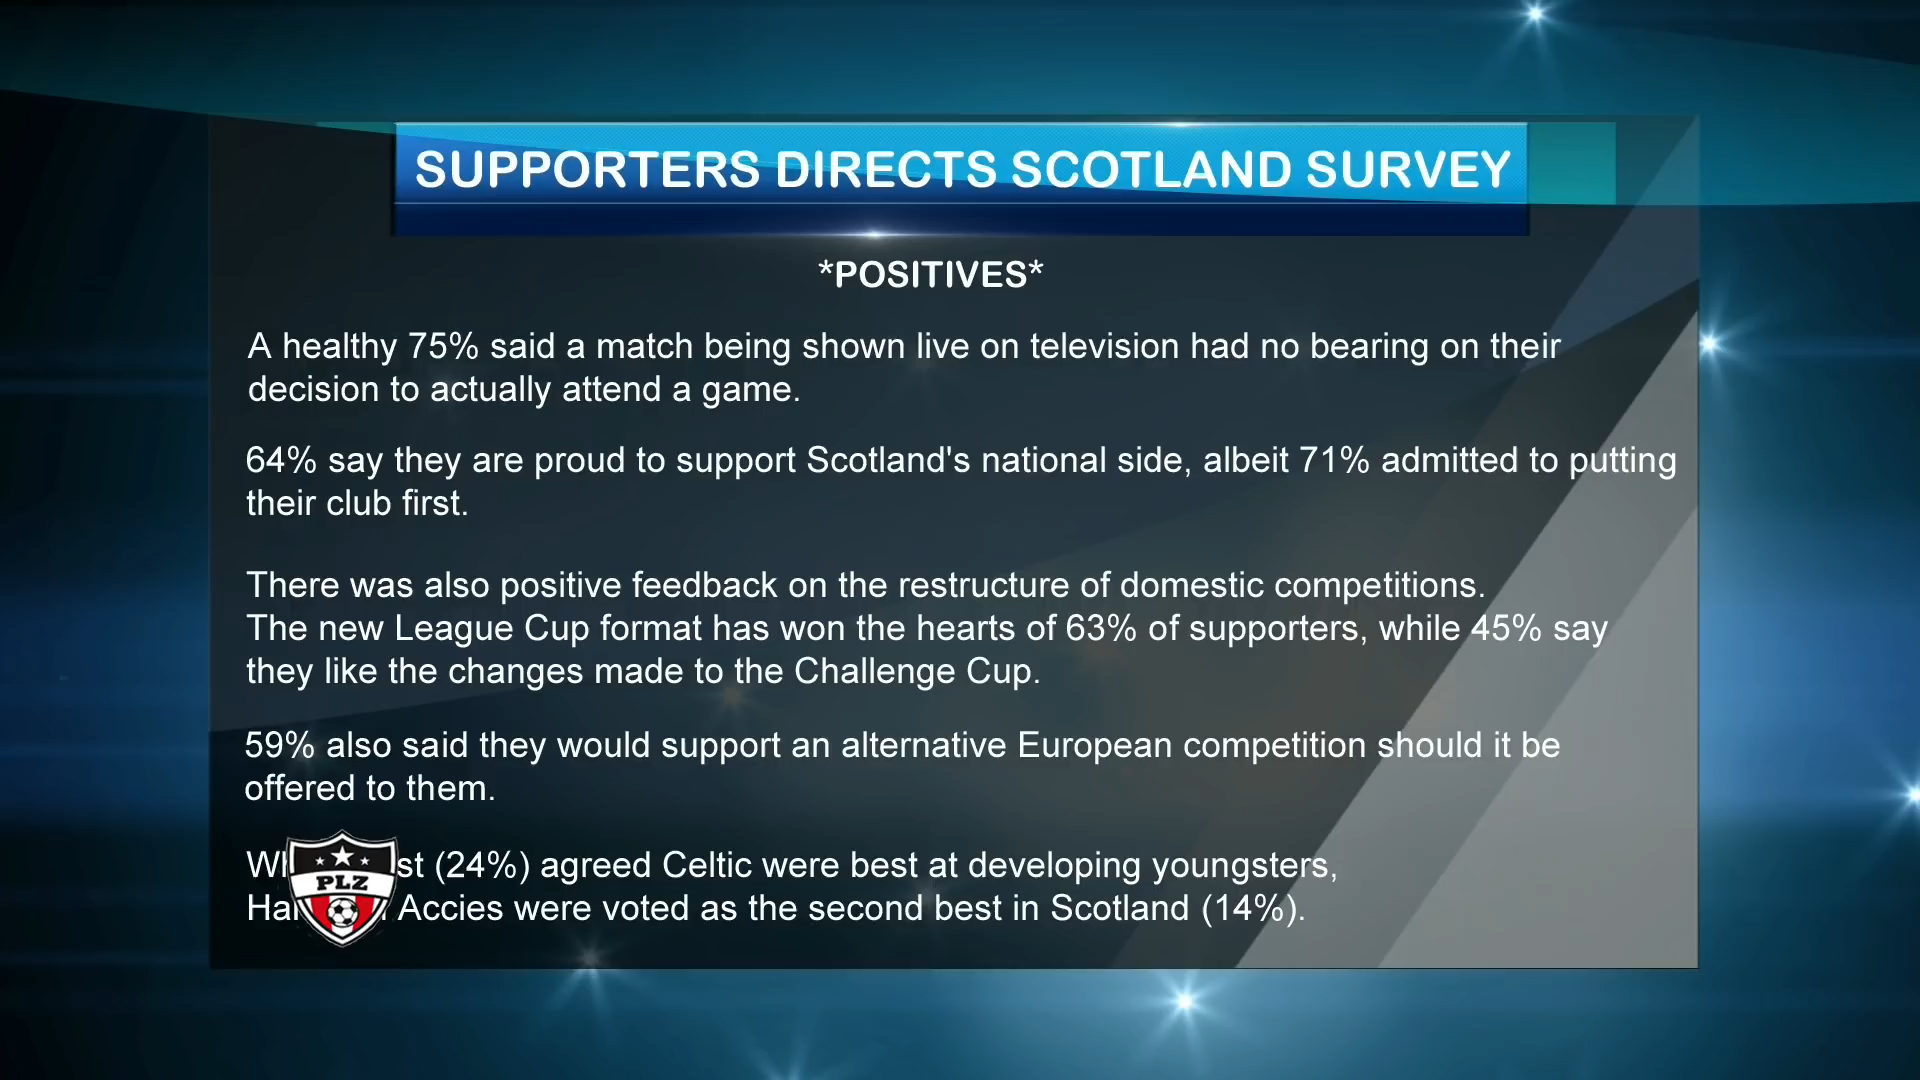 SUPPORTERS DIRECTS SCOTLAND SURVEY
*POSITIVES*
A healthy 75% said a match being shown live on television had no bearing on their
decision to actually attend a game.
64% say they are proud to support Scotland's national side, albeit 71% admitted to putting
their club first.
There was also positive feedback on the restructure of domestic competitions.
The new League Cup format has won the hearts of 63% of supporters, while 45% say
they like the changes made to the Challenge Cup.
59% also said they would support an alternative European competition should it be
offered to them.
(24%) agreed Celtic were best at developing youngsters,
Accies were voted as the second best in Scotland (14%).
PLZ